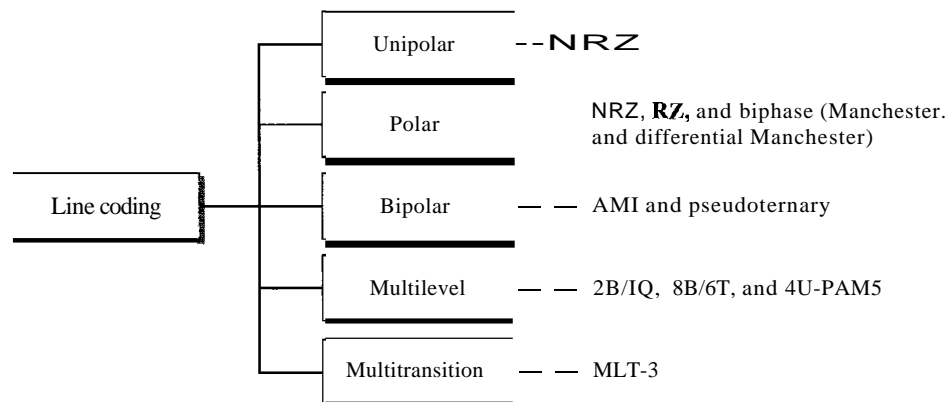 Unipolar -- NRZ
Polar NRZ, RZ, and biphase (Manchester.
and differential Manchester)
Line coding
Bipolar — — AMI and pseudoternary
Multilevel — — 2B/IQ, 8B/6T, and 4U-PAM5
Multitransition — — MLT-3